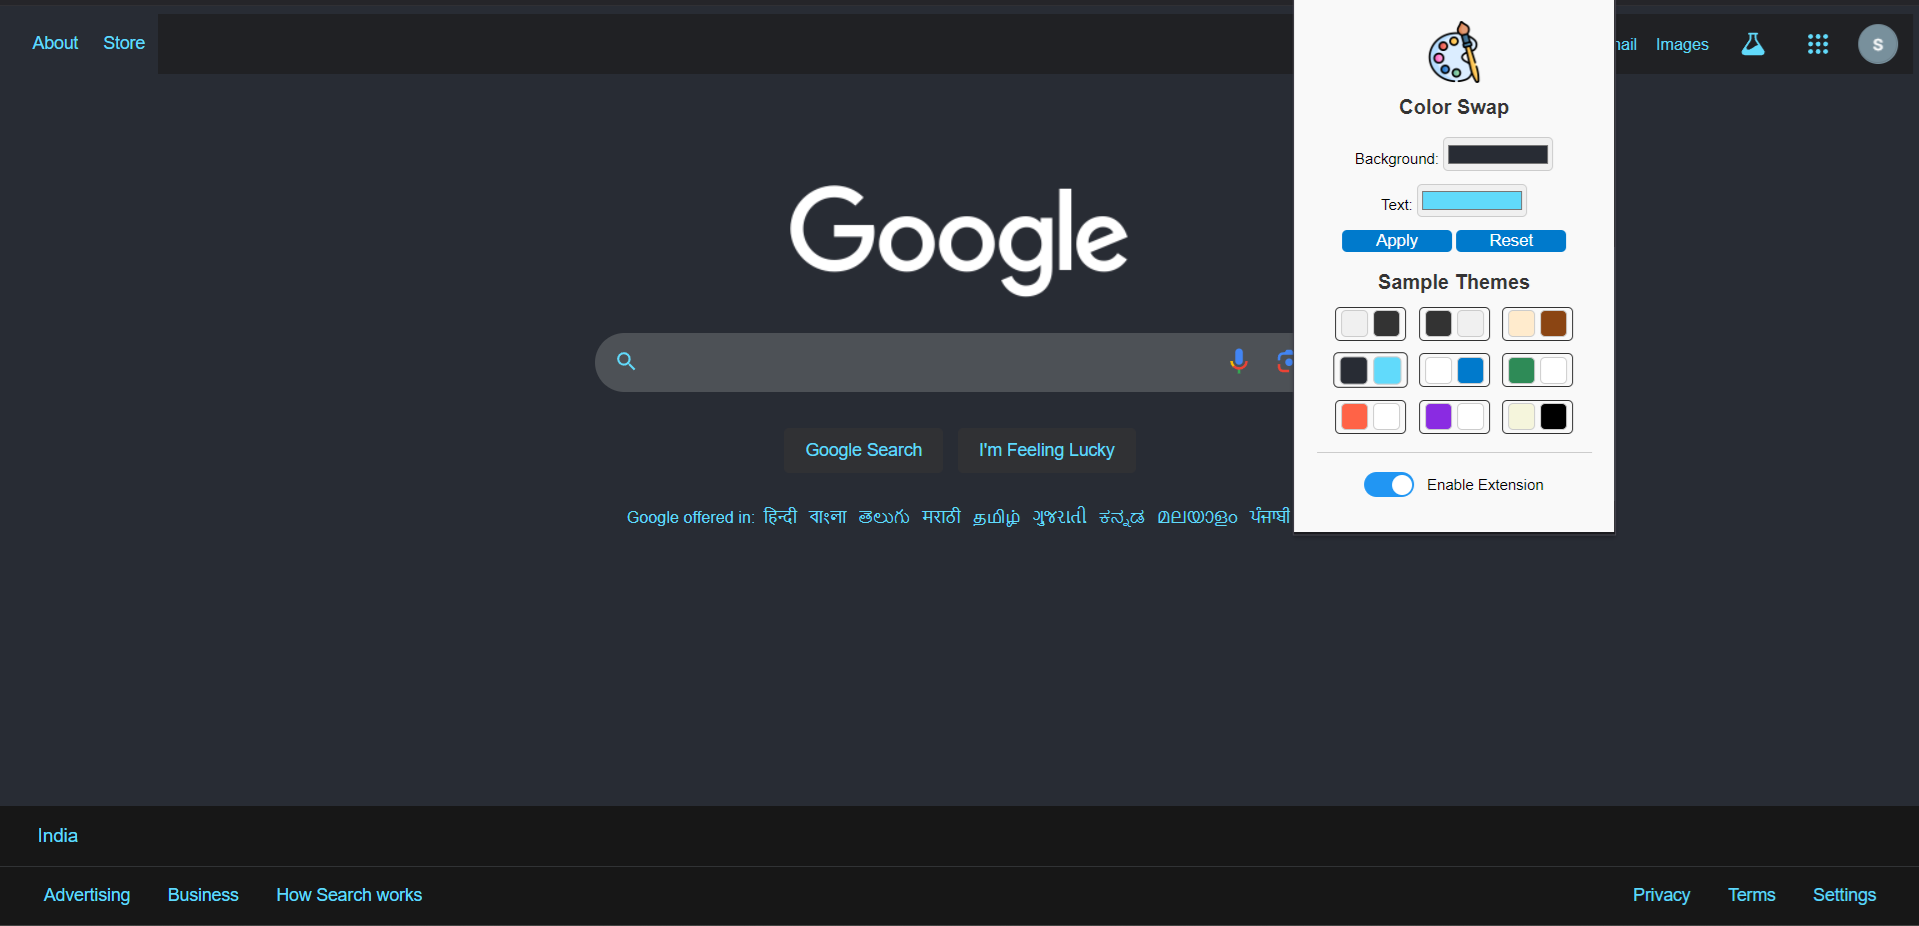 About Store
Images
S
Color Swap
Background:
Text:
Apply Reset
Sample Themes
Enable Extension
Google
Google Search I'm Feeling Lucky
Google offered in: हिन्दी বাংলা తెలుగు मराठी தமிழ் ગુજરાતી ಕನ್ನಡ മലയാളം ਪੰਜਾਬੀ
India
Advertising Business How Search works Privacy Terms Settings